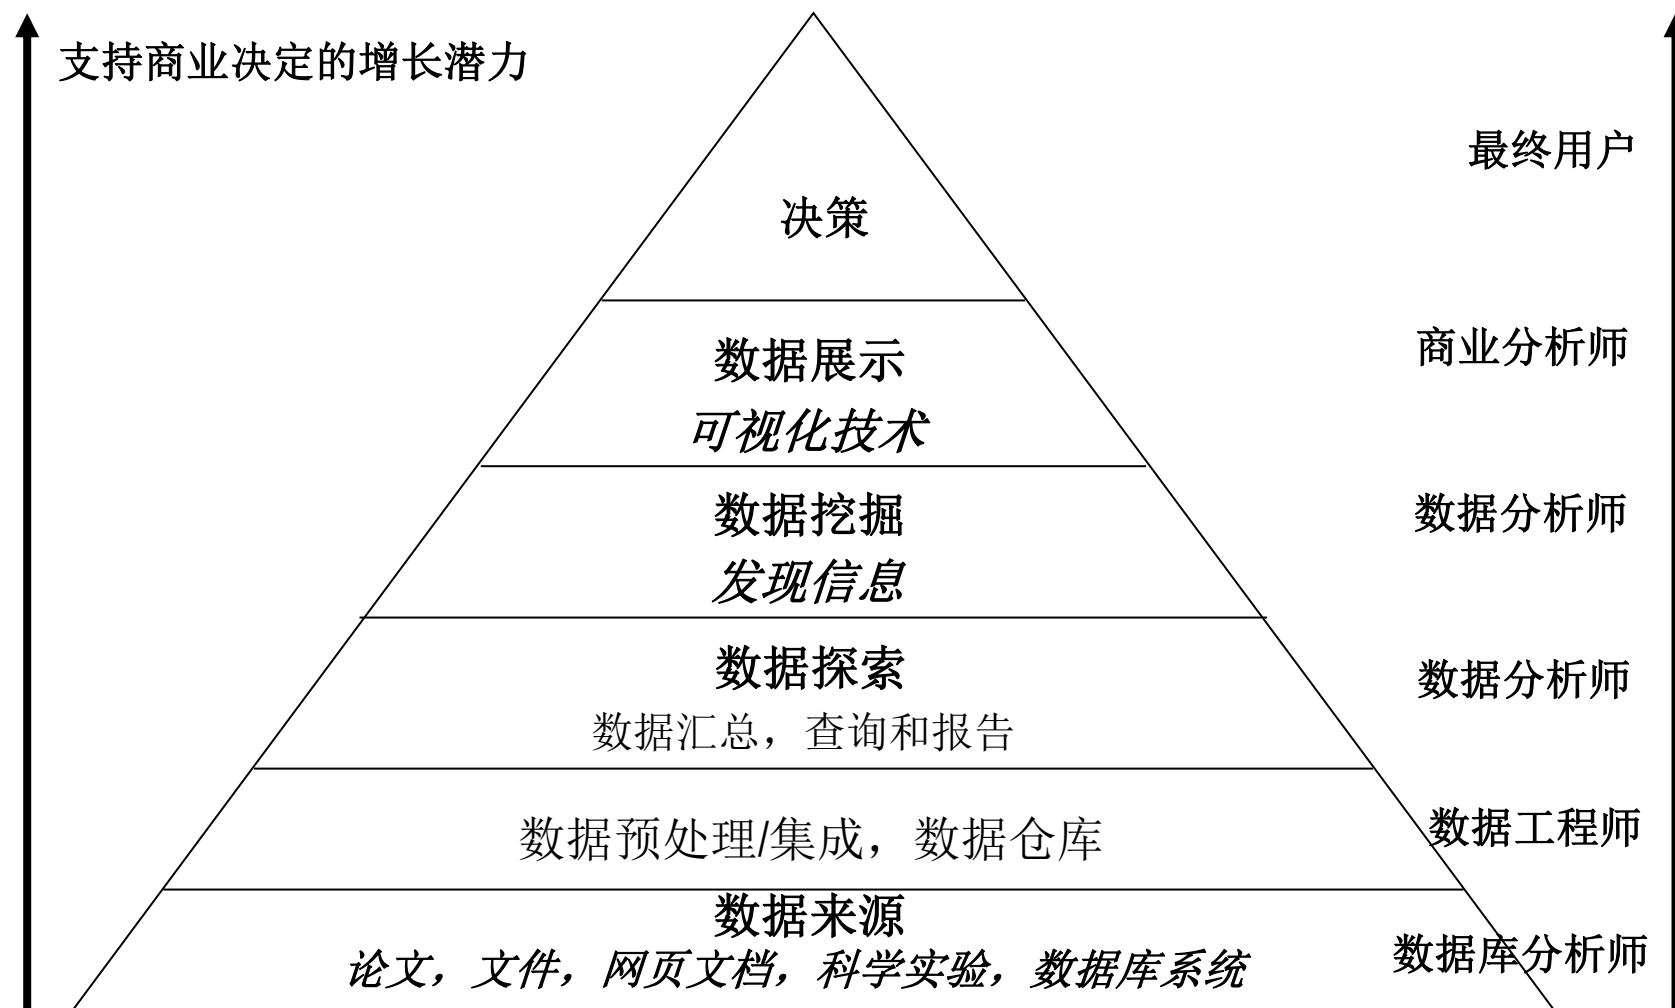 支持商业决定的增长潜力
最终用户
决策
商业分析师
数据展示
可视化技术
数据挖掘
数据分析师
发现信息
数据探索
数据分析师
数据汇总，查询和报告
数据预处理/集成，数据仓库
数据工程师
数据来源
论文，文件，网页文档，科学实验，数据库系统
数据库分析师